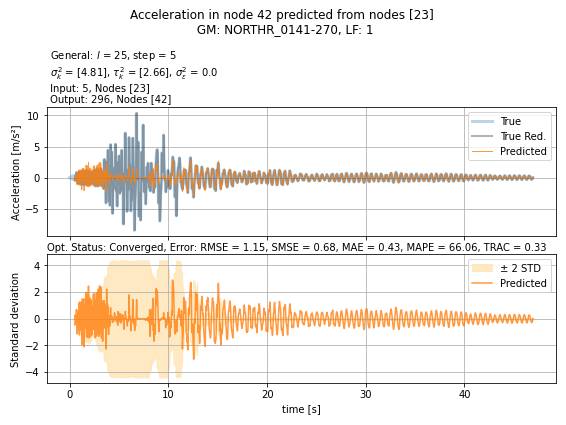 Acceleration in node 42 predicted from nodes [23]
GM: NORTHR_0141-270, LF: 1
General: l = 25, step = 5
σ²ₖ = [4.81], τ²ₖ = [2.66], σ²ε = 0.0
Input: 5, Nodes [23]
Output: 296, Nodes [42]
Acceleration [m/s²]
10
5
0
−5
True
True Red.
Predicted
Opt. Status: Converged, Error: RMSE = 1.15, SMSE = 0.68, MAE = 0.43, MAPE = 66.06, TRAC = 0.33
Standard deviation
4
2
0
−2
−4
± 2 STD
Predicted
0 10 20 30 40
time [s]